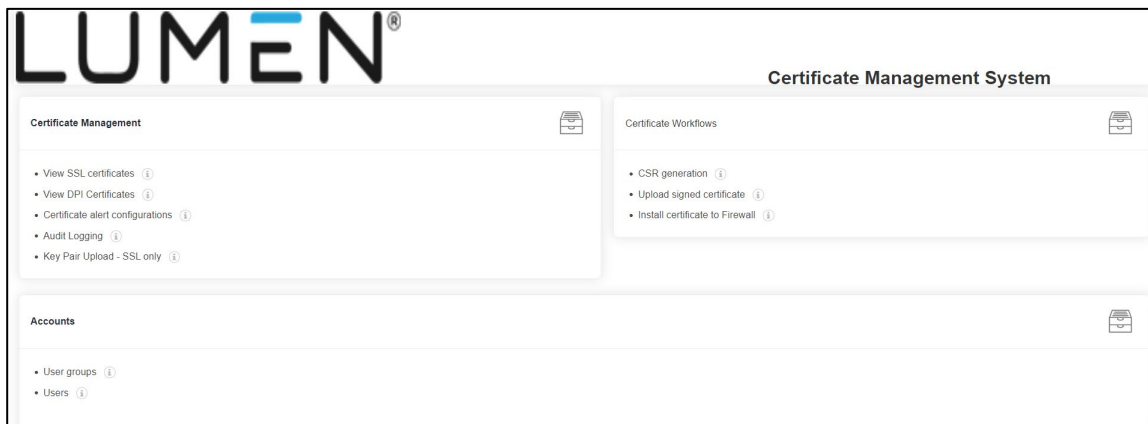 LUMEN®
Certificate Management System
Certificate Management
• View SSL certificates
• View DPI Certificates
• Certificate alert configurations
• Audit Logging
• Key Pair Upload - SSL only
Certificate Workflows
• CSR generation
• Upload signed certificate
• Install certificate to Firewall
Accounts
• User groups
• Users